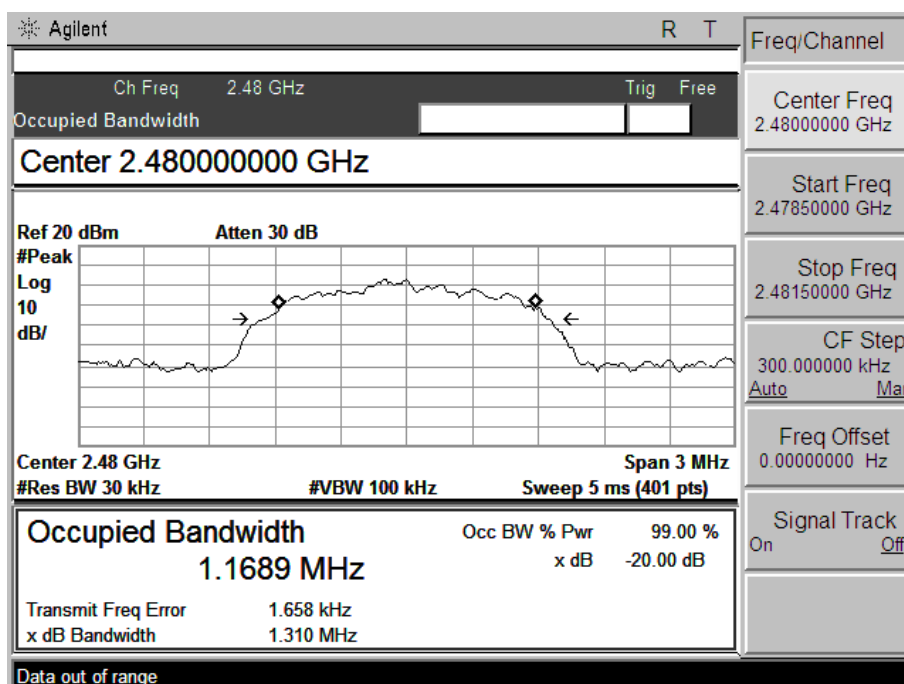 Agilent R T
Ch Freq 2.48 GHz Trig Free
Occupied Bandwidth
Center 2.480000000 GHz
Ref 20 dBm Atten 30 dB
#Peak
Log
10
dB/
Center 2.48 GHz Span 3 MHz
#Res BW 30 kHz #VBW 100 kHz Sweep 5 ms (401 pts)
Occupied Bandwidth Occ BW % Pwr 99.00 %
1.1689 MHz x dB -20.00 dB
Transmit Freq Error 1.658 kHz
x dB Bandwidth 1.310 MHz
Data out of range
Freq/Channel
Center Freq
2.48000000 GHz
Start Freq
2.47850000 GHz
Stop Freq
2.48150000 GHz
CF Step
300.000000 kHz
Auto Man
Freq Offset
0.00000000 Hz
Signal Track
On Off